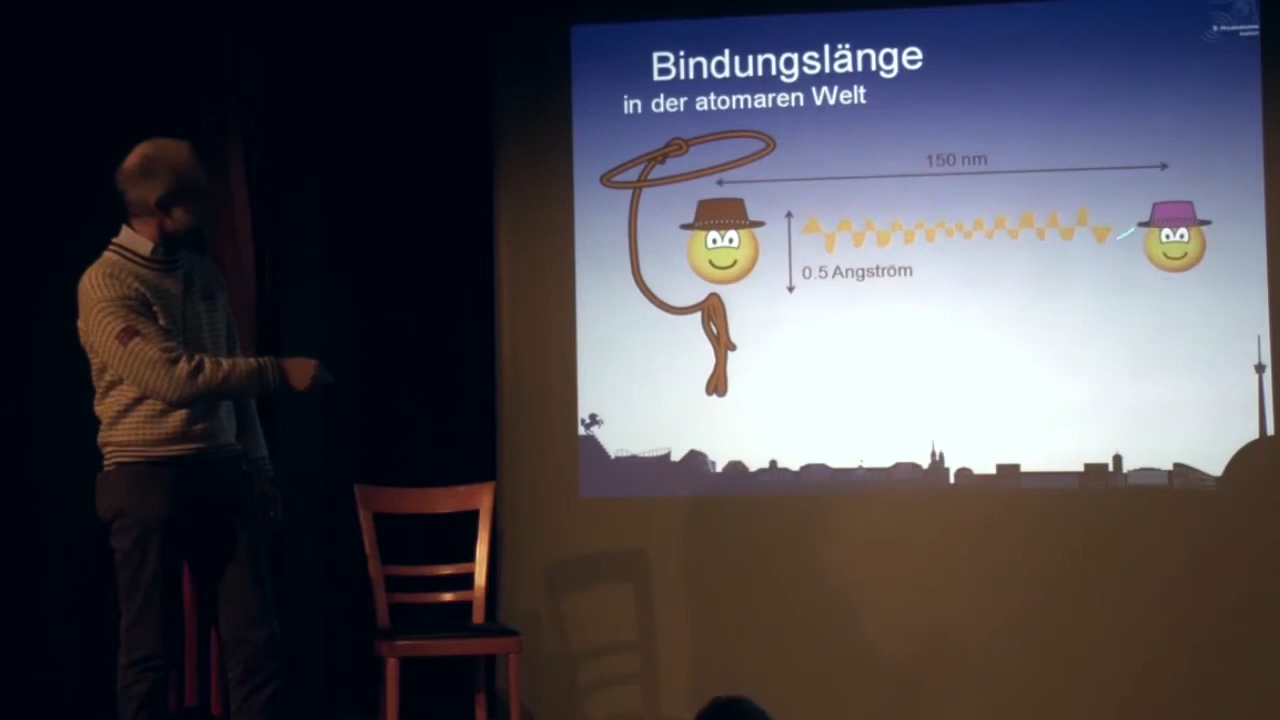 Bindungslänge
in der atomaren Welt
150 nm
0.5 Angström